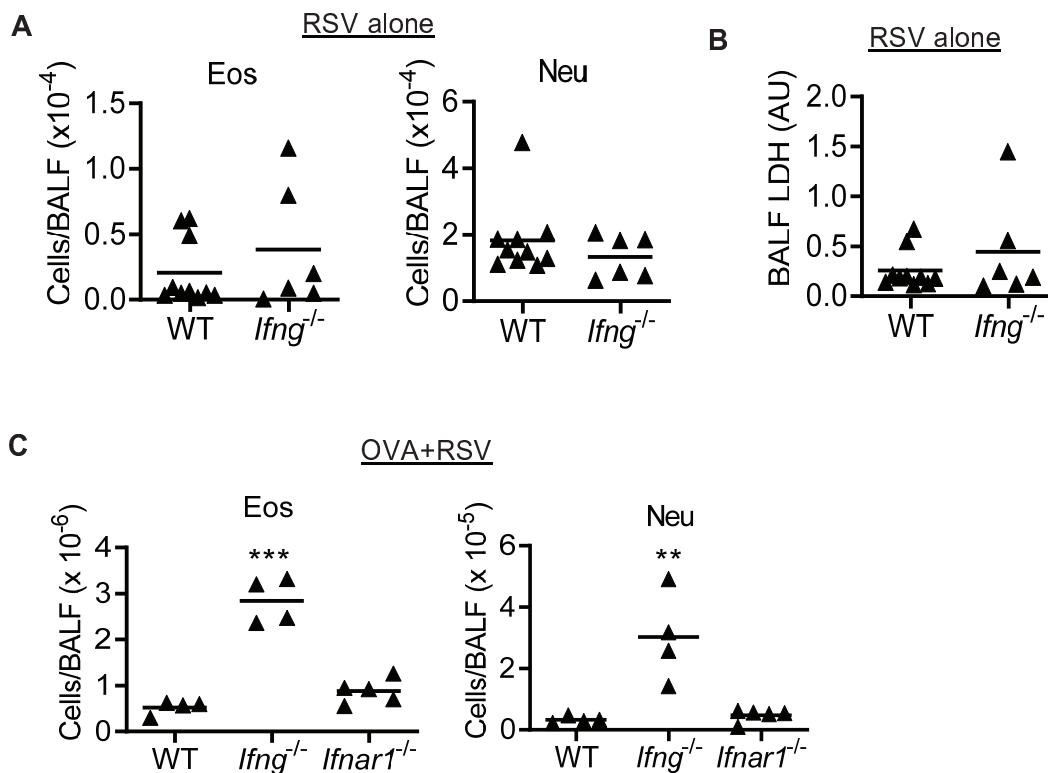 A
RSV alone
Eos
Cells/BALF (x10-4)
1.5
1.0
0.5
0.0
WT
Ifng-/-
Neu
Cells/BALF (x10-4)
6
4
2
0
WT
Ifng-/-
B
RSV alone
BALF LDH (AU)
2.0
1.5
1.0
0.5
0.0
WT
Ifng-/-
C
OVA+RSV
Eos
Cells/BALF (x 10-6)
4
3
2
1
0
***
WT
Ifng-/-
Ifnar1-/-
Neu
Cells/BALF (x 10-5)
6
4
2
0
**
WT
Ifng-/-
Ifnar1-/-